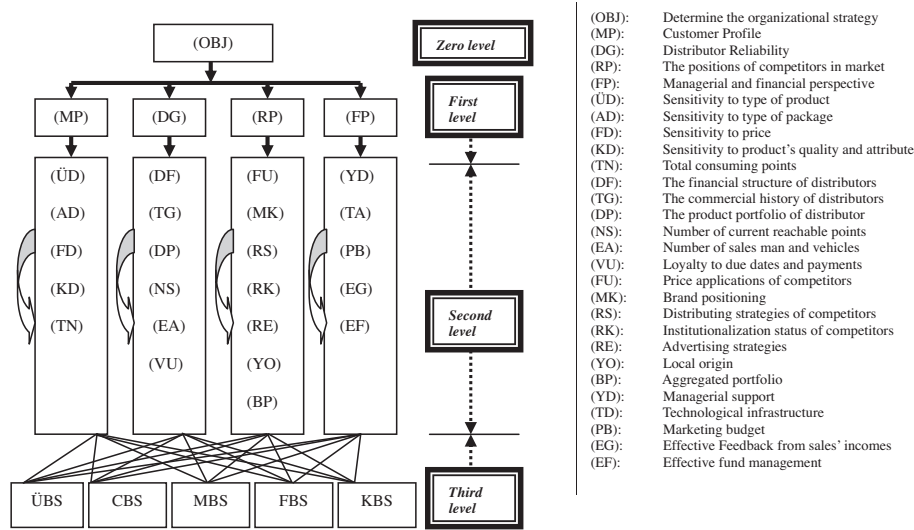 (OBJ)
Zero level
First
level
(MP) (DG) (RP) (FP)
(ÜD) (DF) (FU) (YD)
(AD) (TG) (MK) (TA)
(FD) (DP) (RS) (PB)
(KD) (NS) (RK) (EG)
(TN) (EA) (RE) (EF)
(VU) (YO)
(BP)
Second
level
ÜBS CBS MBS FBS KBS
Third
level
(OBJ): Determine the organizational strategy
(MP): Customer Profile
(DG): Distributor Reliability
(RP): The positions of competitors in market
(FP): Managerial and financial perspective
(ÜD): Sensitivity to type of product
(AD): Sensitivity to type of package
(FD): Sensitivity to price
(KD): Sensitivity to product's quality and attribute
(TN): Total consuming points
(DF): The financial structure of distributors
(TG): The commercial history of distributors
(DP): The product portfolio of distributor
(NS): Number of current reachable points
(EA): Number of sales man and vehicles
(VU): Loyalty to due dates and payments
(FU): Price applications of competitors
(MK): Brand positioning
(RS): Distributing strategies of competitors
(RK): Institutionalization status of competitors
(RE): Advertising strategies
(YO): Local origin
(BP): Aggregated portfolio
(YD): Managerial support
(TD): Technological infrastructure
(PB): Marketing budget
(EG): Effective Feedback from sales' incomes
(EF): Effective fund management